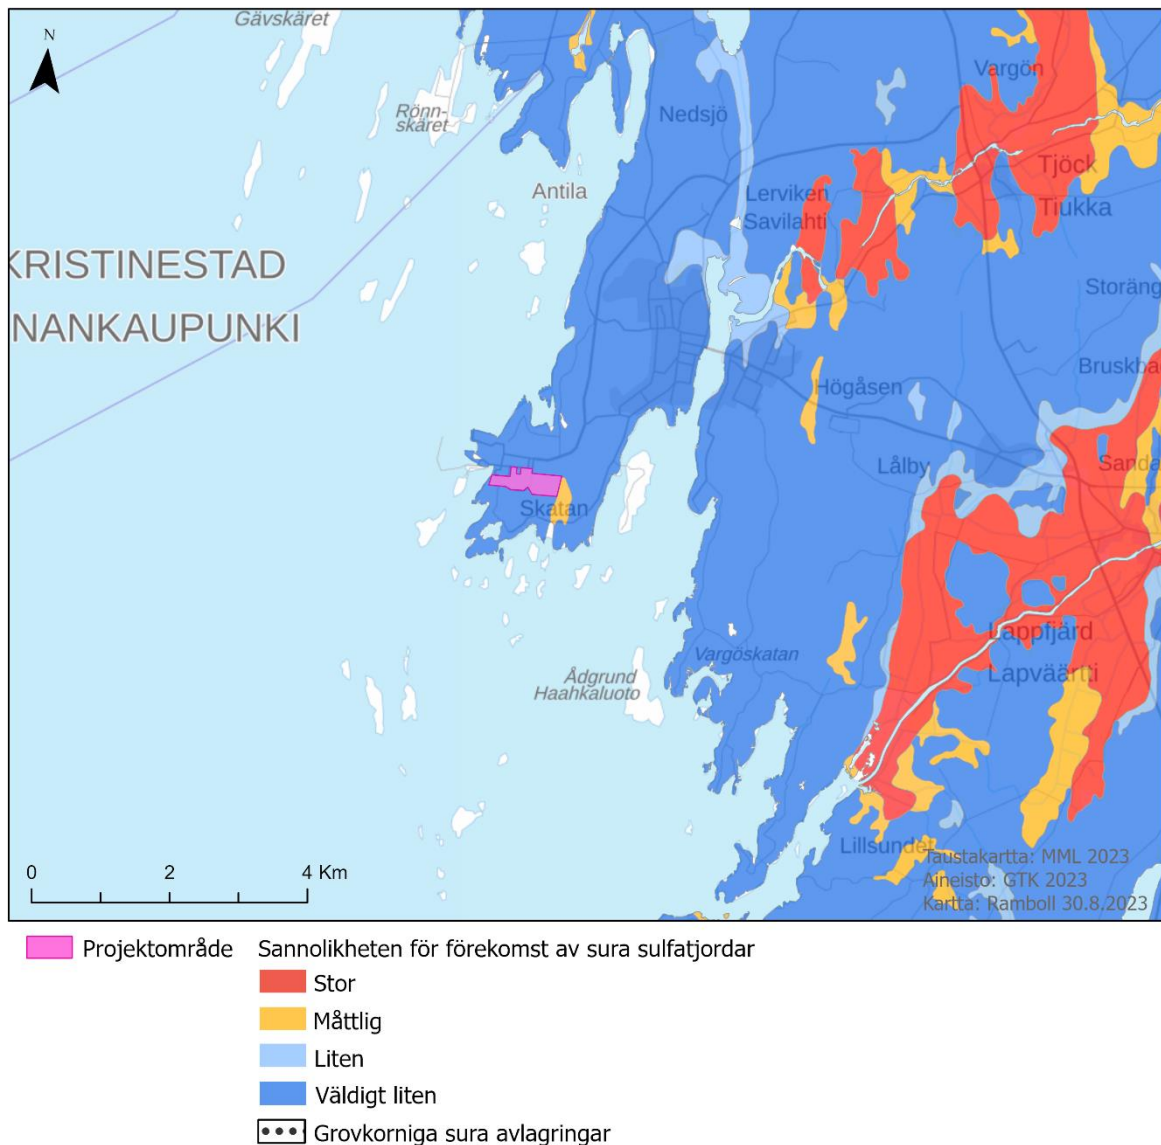 Gävskäret
N
Vargön
Rönn-
skäret
Nedsjö
Tjöck
Antila
Lerviken
Savilahti
Tiukka
KRISTINESTAD
Storäng
NANKAUPUNKI
Bruskba
Högåsen
Lålby
Sanda
Skatan
Lappfjärd
Vargöskatan
Lapväärtti
Ådgrund
Haahkaluoto
Lillsundet
Taustakartta: MML 2023
Aineisto: GTK 2023
Kartta: Ramboll 30.8.2023
0 2 4 Km
Projektområde
Sannolikheten för förekomst av sura sulfatjordar
Stor
Måttlig
Liten
Väldigt liten
Grovkorniga sura avlagringar